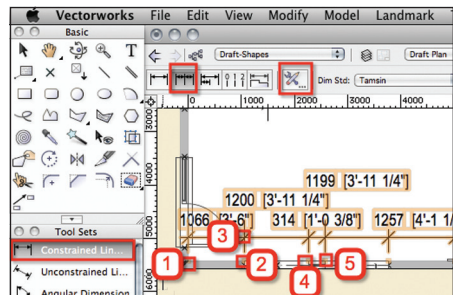 Vectorworks File Edit View Modify Model Landmark
Basic
Draft-Shapes Draft Plan
Dim Std: Tamsin
0 1000 2000 3000 4000
3000
4000
5000
6000
1199 [3'-11 1/4"]
1200 [3'-11 1/4"]
1066 [3'-6"] 314 [1'-0 3/8"] 1257 [4'-1 1/
3
1 2 4 5
Tool Sets
Constrained Lin...
Unconstrained Li...
Angular Dimension